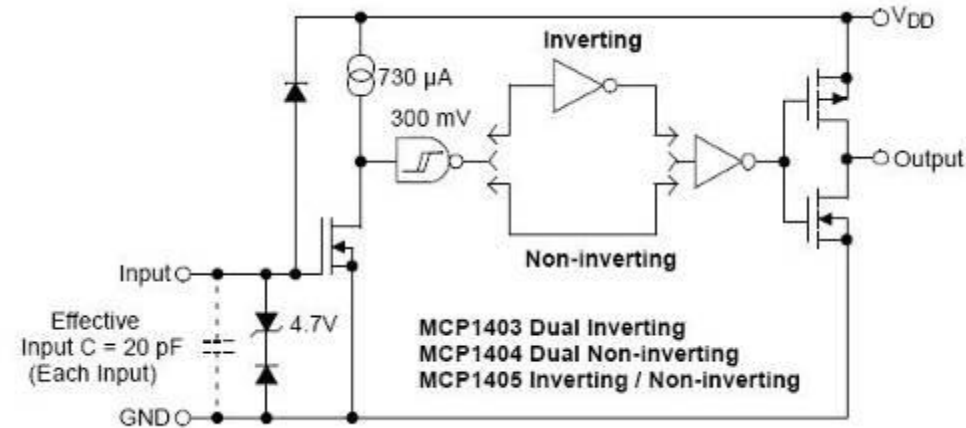 VDD
Inverting
730 µA
300 mV
Output
Non-inverting
Input
Effective
Input C = 20 pF
(Each Input)
4.7V
MCP1403 Dual Inverting
MCP1404 Dual Non-inverting
MCP1405 Inverting / Non-inverting
GND